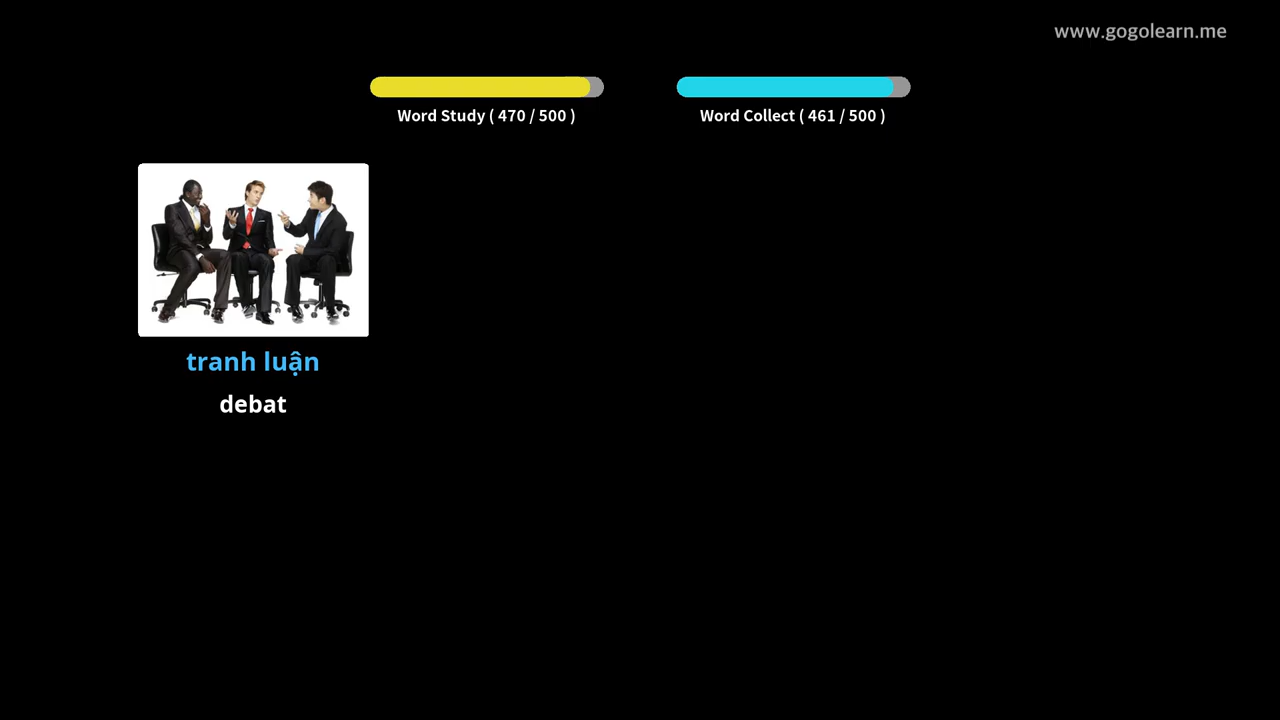 www.gogolearn.me
Word Study ( 470 / 500 )
Word Collect ( 461 / 500 )
tranh luận
debat